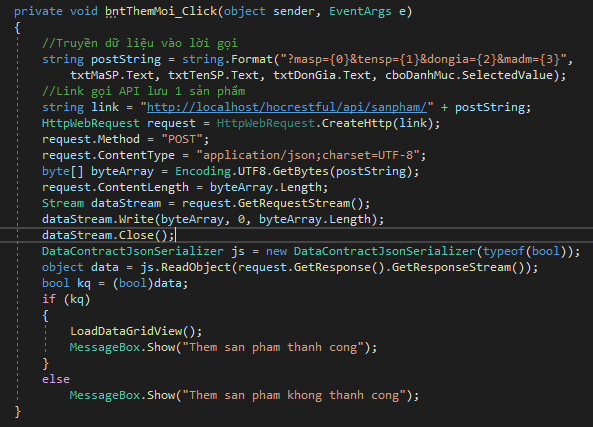 private void bntThemMoi_Click(object sender, EventArgs e)
{
//Truyền dữ liệu vào lời gọi
string postString = string.Format("?masp={0}&tensp={1}&dongia={2}&madm={3}",
txtMaSP.Text, txtTenSP.Text, txtDonGia.Text, cboDanhMuc.SelectedValue);
//Link gọi API lưu 1 sản phẩm
string link = "http://localhost/hocrestful/api/sanpham/" + postString;
HttpWebRequest request = HttpWebRequest.CreateHttp(link);
request.Method = "POST";
request.ContentType = "application/json;charset=UTF-8";
byte[] byteArray = Encoding.UTF8.GetBytes(postString);
request.ContentLength = byteArray.Length;
Stream dataStream = request.GetRequestStream();
dataStream.Write(byteArray, 0, byteArray.Length);
dataStream.Close();
DataContractJsonSerializer js = new DataContractJsonSerializer(typeof(bool));
object data = js.ReadObject(request.GetResponse().GetResponseStream());
bool kq = (bool)data;
if (kq)
{
LoadDataGridView();
MessageBox.Show("Them san pham thanh cong");
}
else
MessageBox.Show("Them san pham khong thanh cong");
}